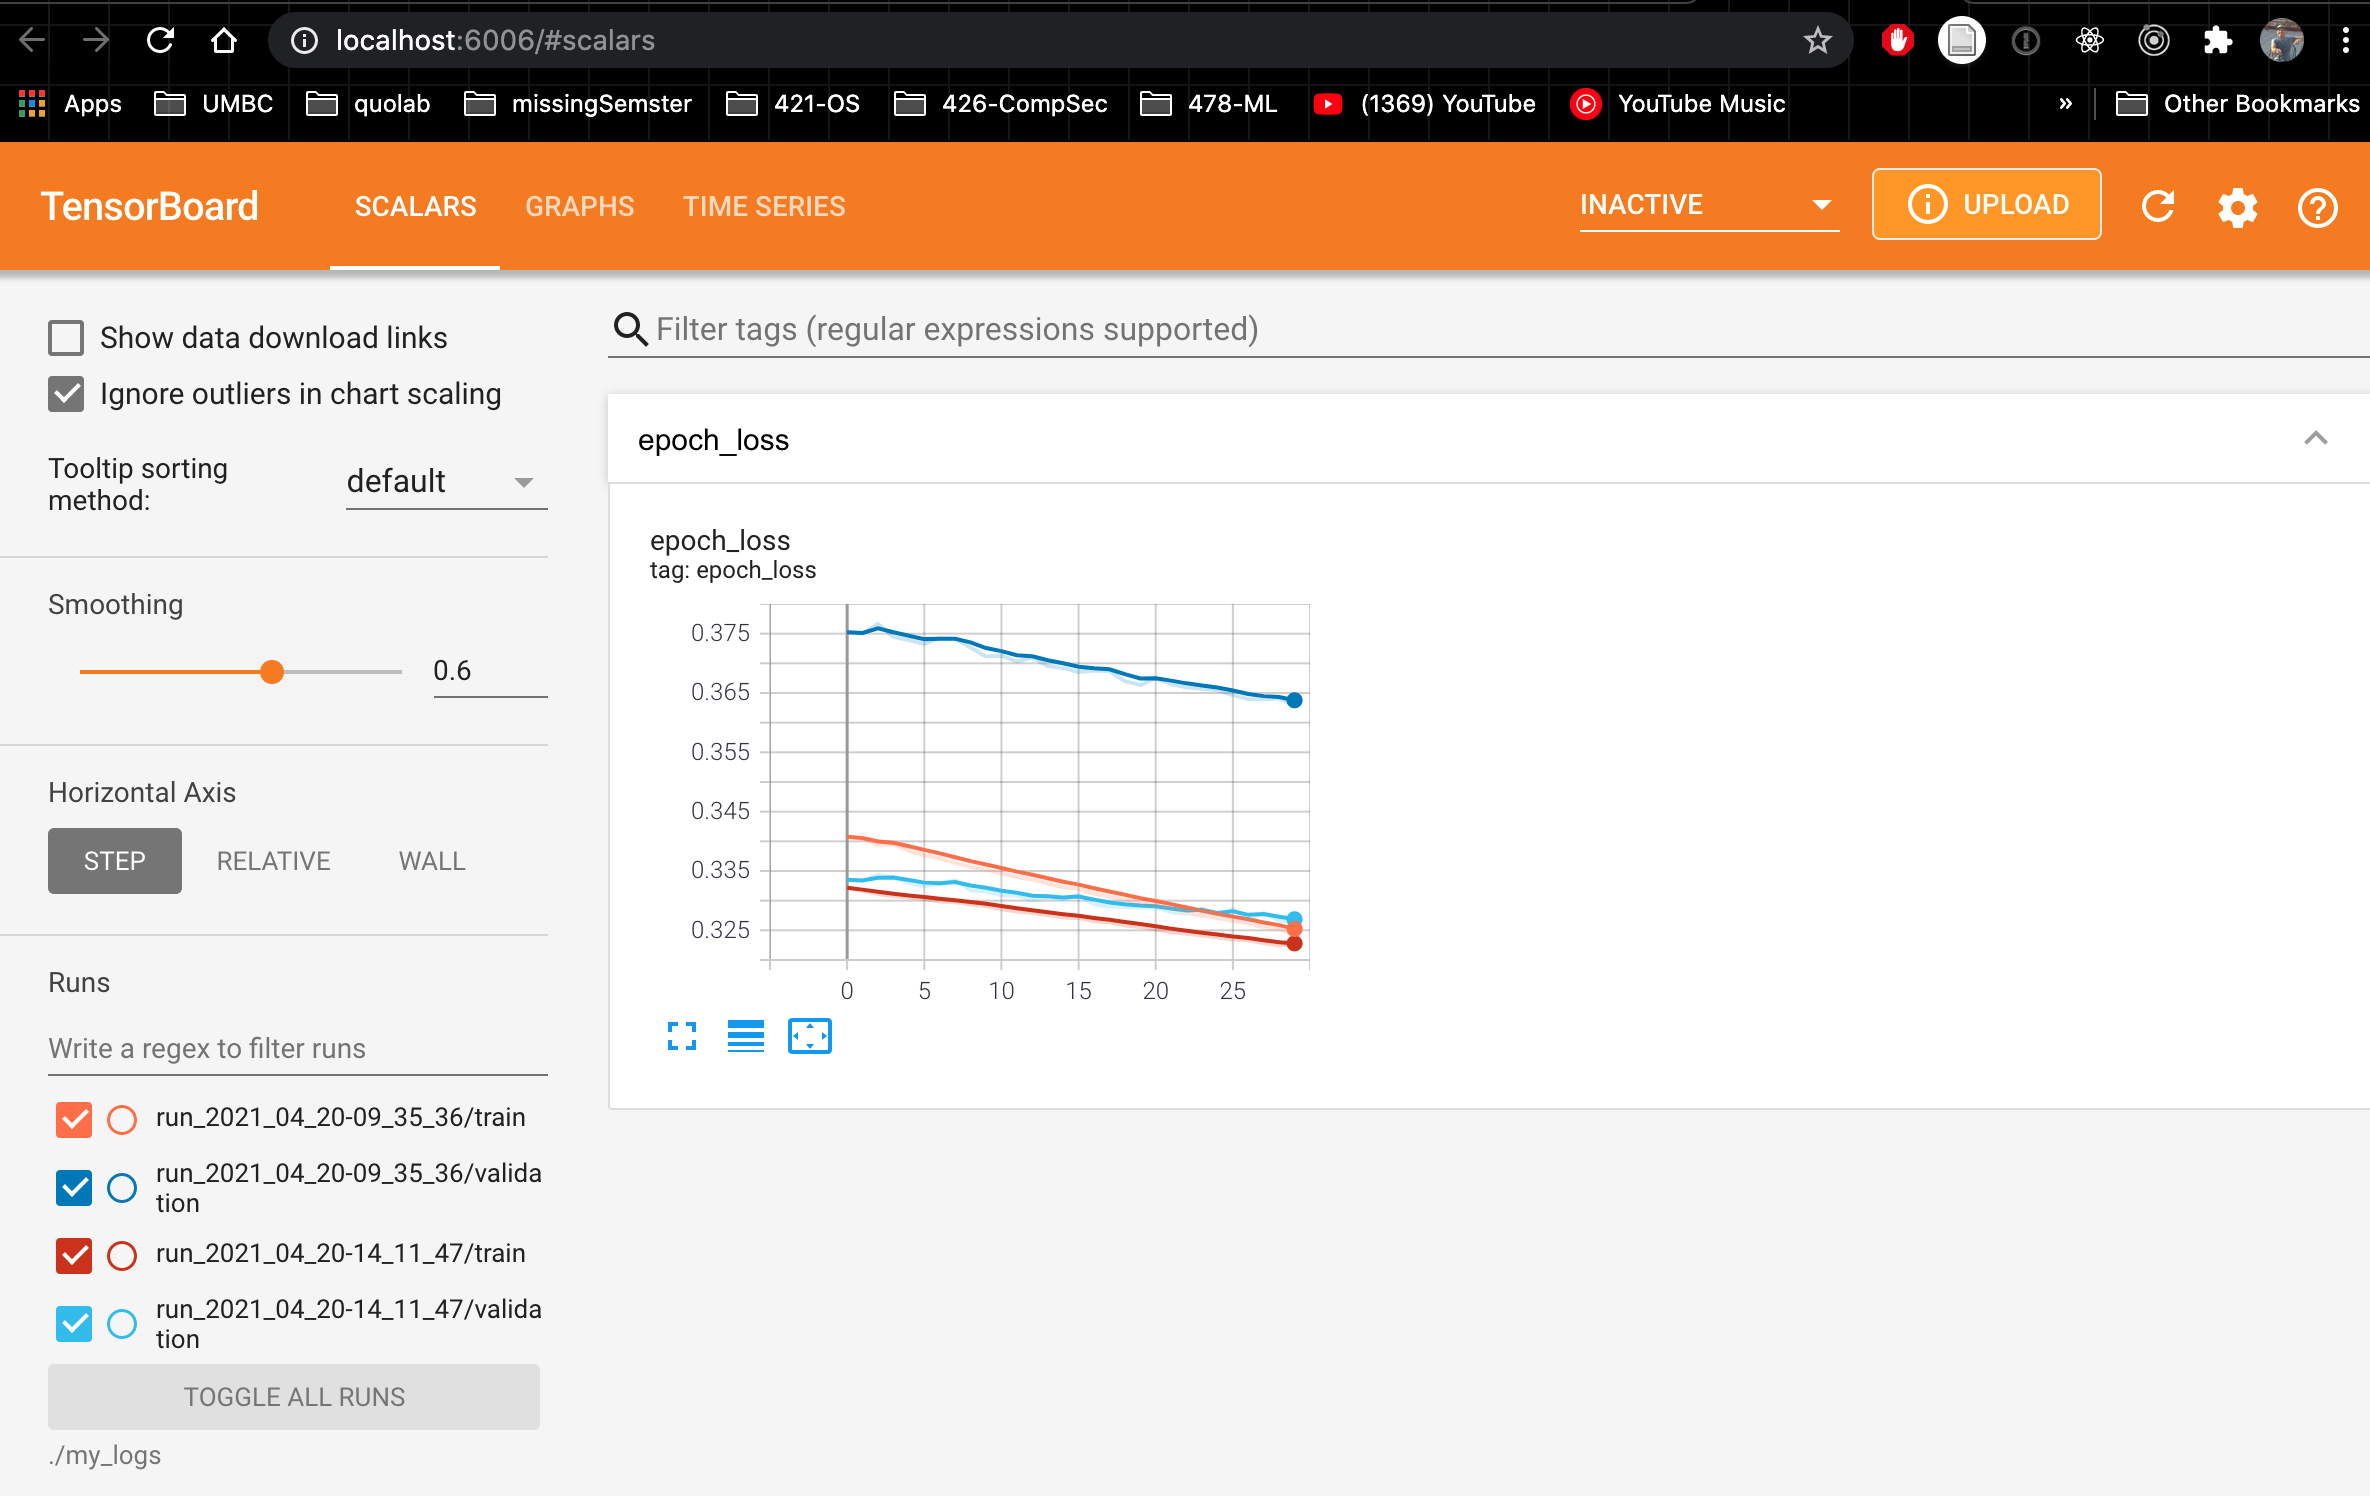 localhost:6006/#scalars
Apps UMBC quolab missingSemster 421-OS 426-CompSec 478-ML (1369) YouTube YouTube Music » Other Bookmarks
TensorBoard SCALARS GRAPHS TIME SERIES INACTIVE UPLOAD
Show data download links
Ignore outliers in chart scaling
Tooltip sorting
method:
default
Smoothing
0.6
Horizontal Axis
STEP RELATIVE WALL
Runs
Write a regex to filter runs
run_2021_04_20-09_35_36/train
run_2021_04_20-09_35_36/valida
tion
run_2021_04_20-14_11_47/train
run_2021_04_20-14_11_47/valida
tion
TOGGLE ALL RUNS
./my_logs
Filter tags (regular expressions supported)
epoch_loss
epoch_loss
tag: epoch_loss
0.375
0.365
0.355
0.345
0.335
0.325
0 5 10 15 20 25